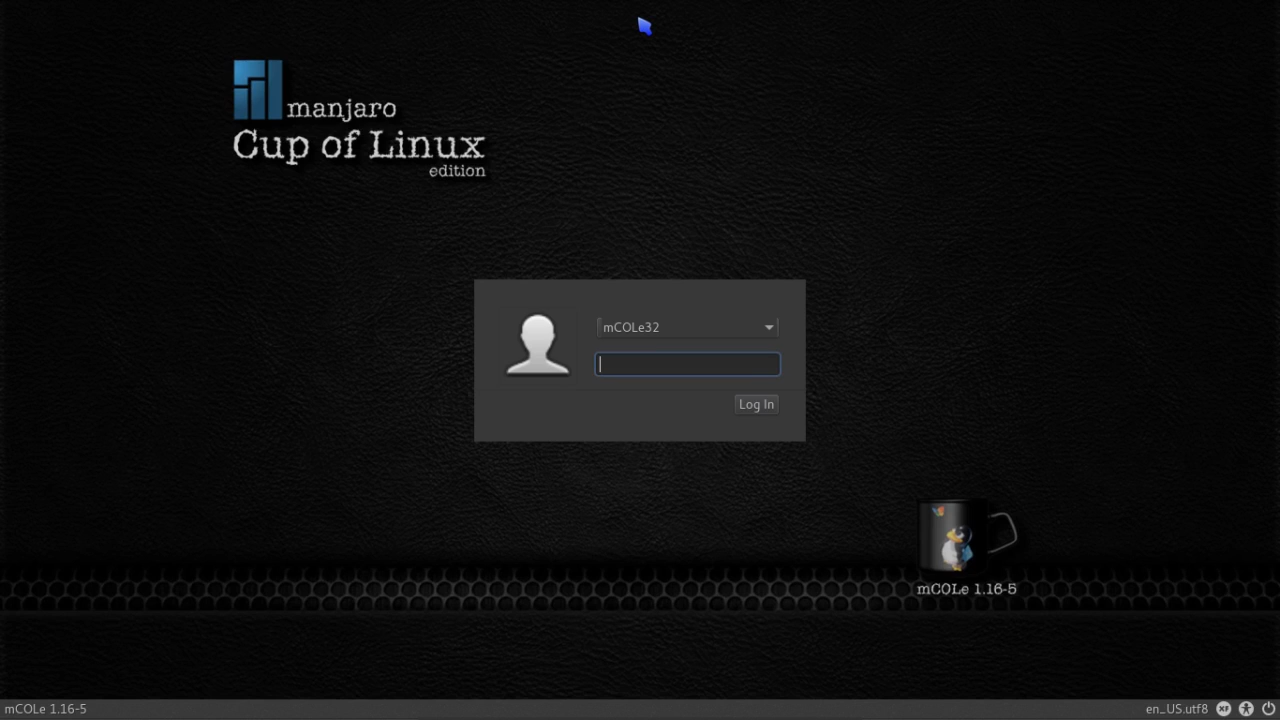 manjaro
Cup of Linux
edition
mCOLe32
Log In
mCOLe 1.16-5
mCOLe 1.16-5
en_US.utf8